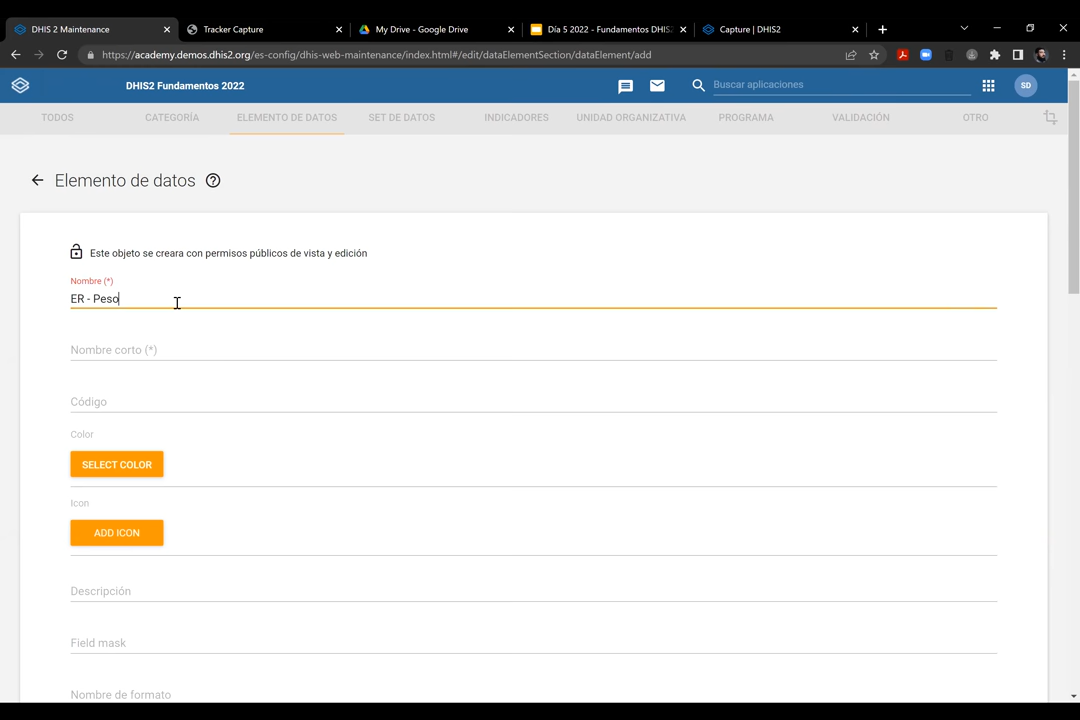 DHIS 2 Maintenance
Tracker Capture
My Drive - Google Drive
Día 5 2022 - Fundamentos DHIS2
Capture | DHIS2
https://academy.demos.dhis2.org/es-config/dhis-web-maintenance/index.html#/edit/dataElementSection/dataElement/add
DHIS2 Fundamentos 2022
Buscar aplicaciones
SD
TODOS
CATEGORÍA
ELEMENTO DE DATOS
SET DE DATOS
INDICADORES
UNIDAD ORGANIZATIVA
PROGRAMA
VALIDACIÓN
OTRO
Elemento de datos
Este objeto se creara con permisos públicos de vista y edición
Nombre (*)
ER - Peso
Nombre corto (*)
Código
Color
SELECT COLOR
Icon
ADD ICON
Descripción
Field mask
Nombre de formato